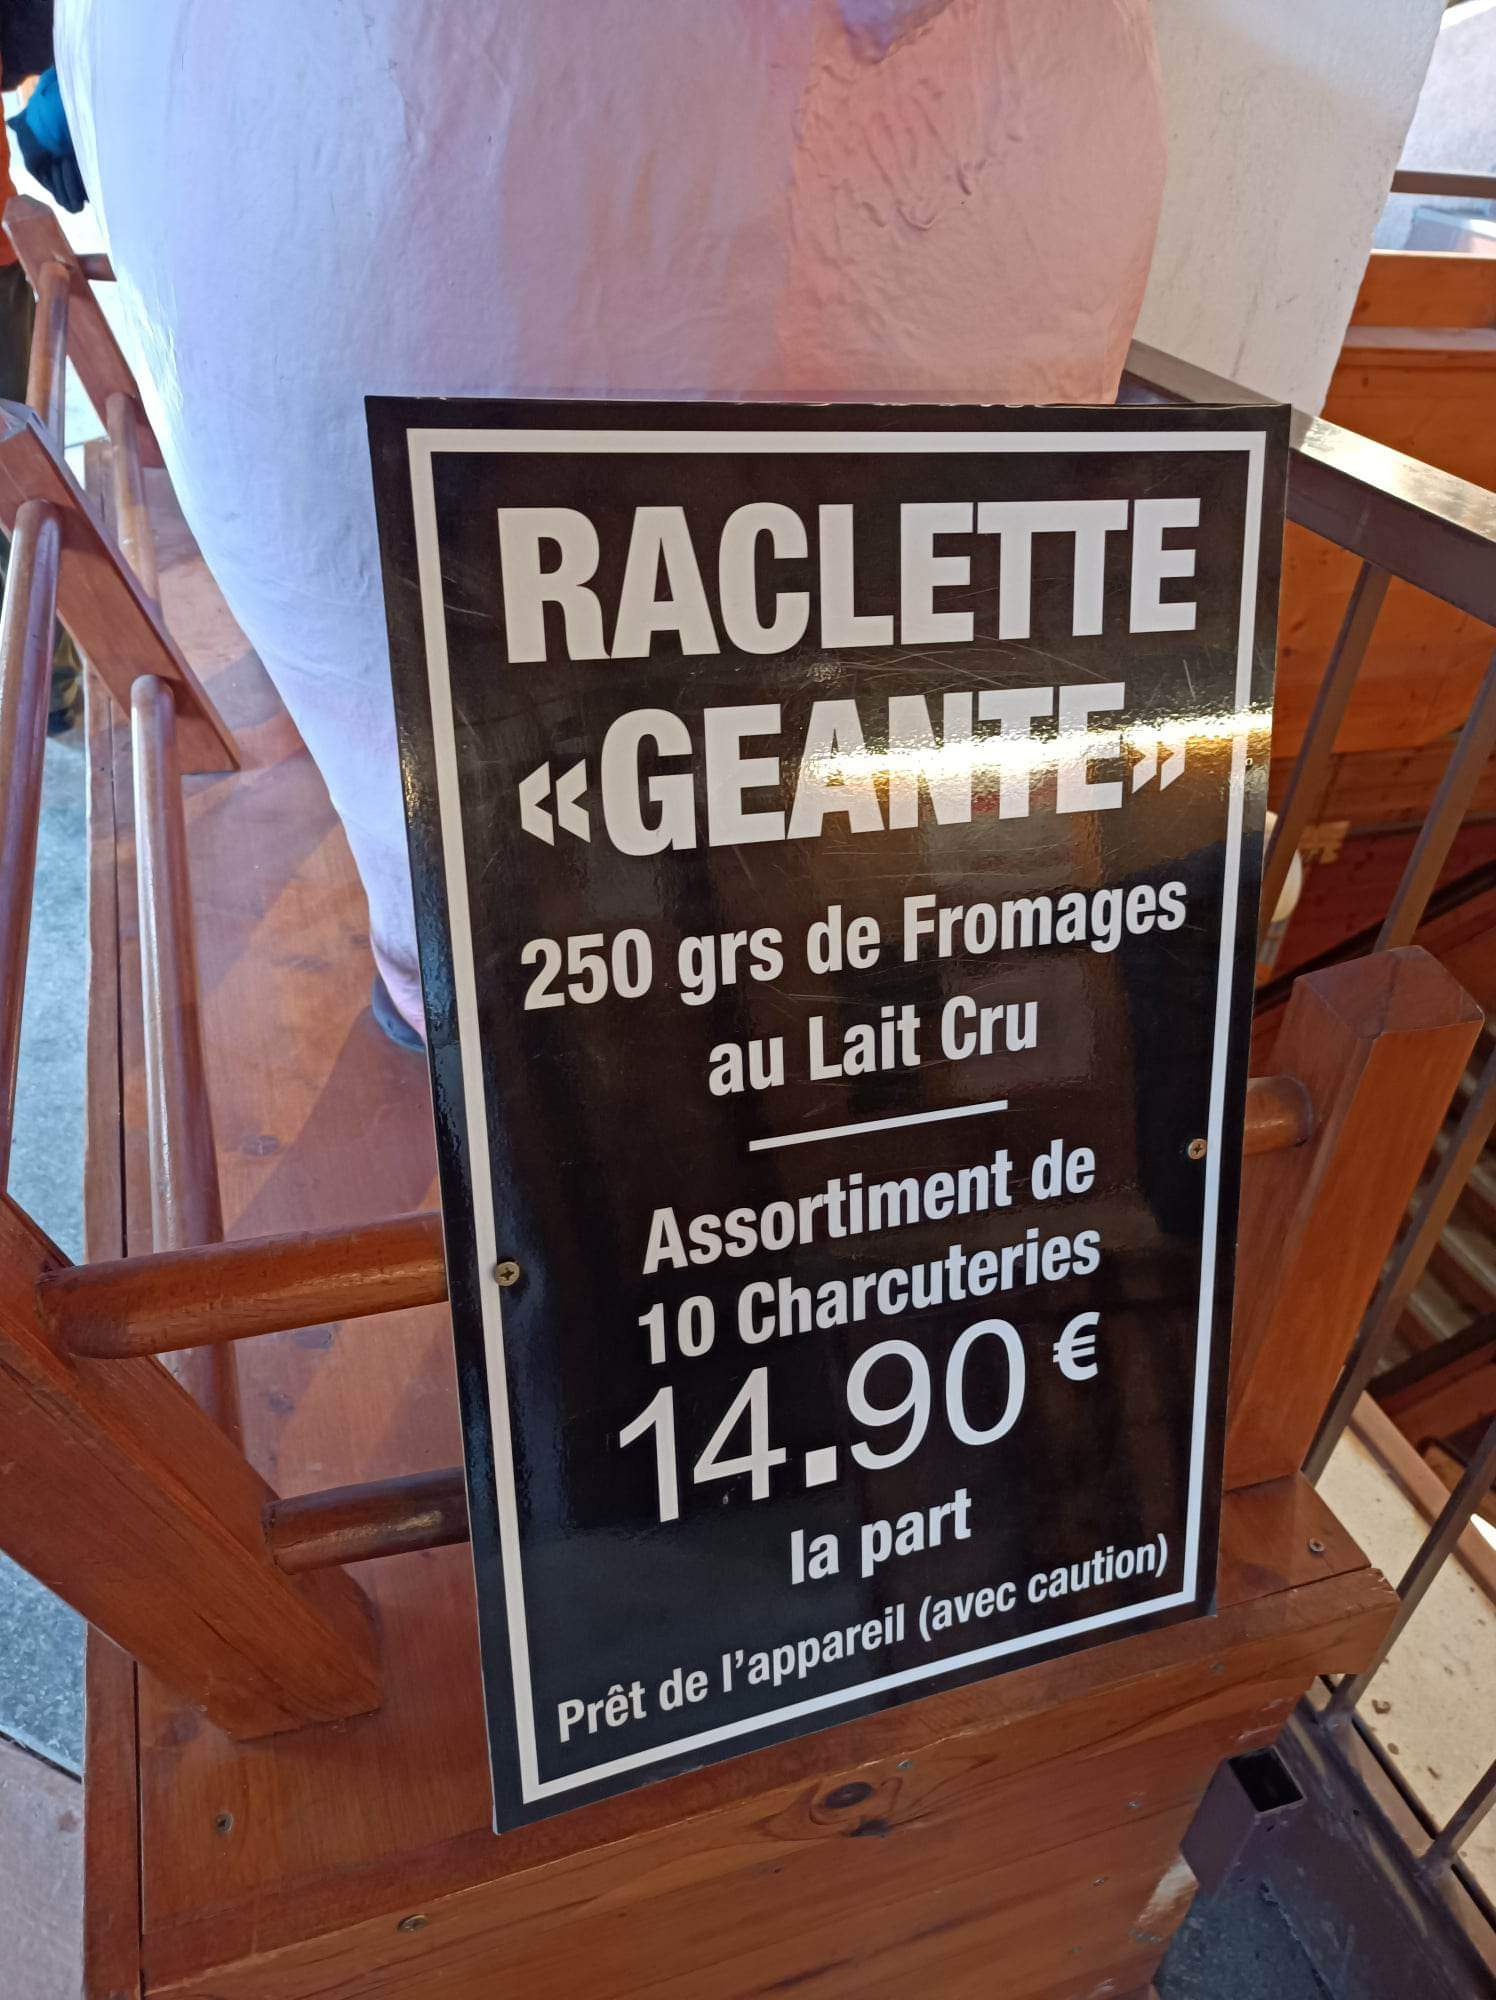 RACLETTE
«GEANTE»
250 grs de Fromages
au Lait Cru
Assortiment de
10 Charcuteries
14.90 €
la part
Prêt de l’appareil (avec caution)